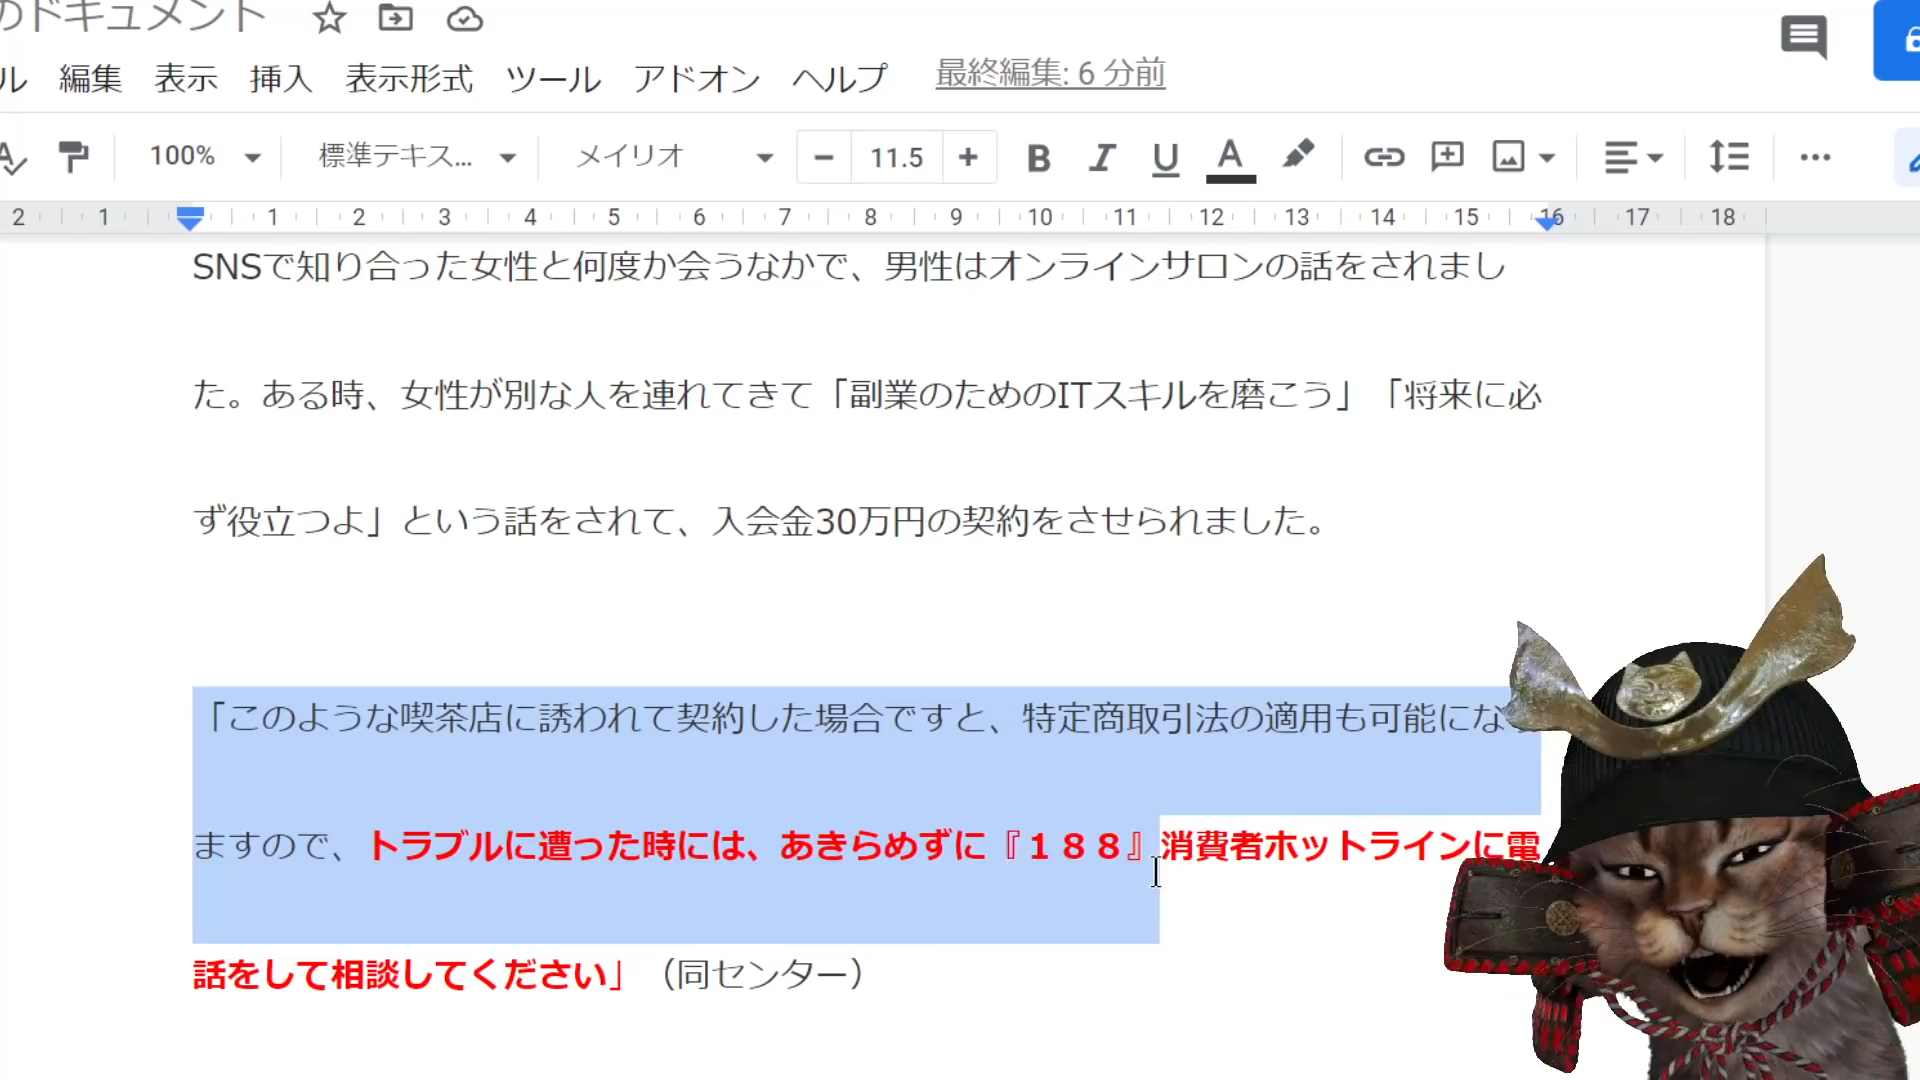 のドキュメント
ル 編集 表示 挿入 表示形式 ツール アドオン ヘルプ 最終編集: 6 分前
100% 標準テキス... メイリオ − 11.5 + B I U A
2 1 1 2 3 4 5 6 7 8 9 10 11 12 13 14 15 16 17 18
SNSで知り合った女性と何度か会うなかで、男性はオンラインサロンの話をされまし
た。ある時、女性が別な人を連れてきて「副業のためのITスキルを磨こう」「将来に必
ず役立つよ」という話をされて、入会金30万円の契約をさせられました。
「このような喫茶店に誘われて契約した場合ですと、特定商取引法の適用も可能にな
ますので、トラブルに遭った時には、あきらめずに『１８８』消費者ホットラインに電
話をして相談してください」（同センター）